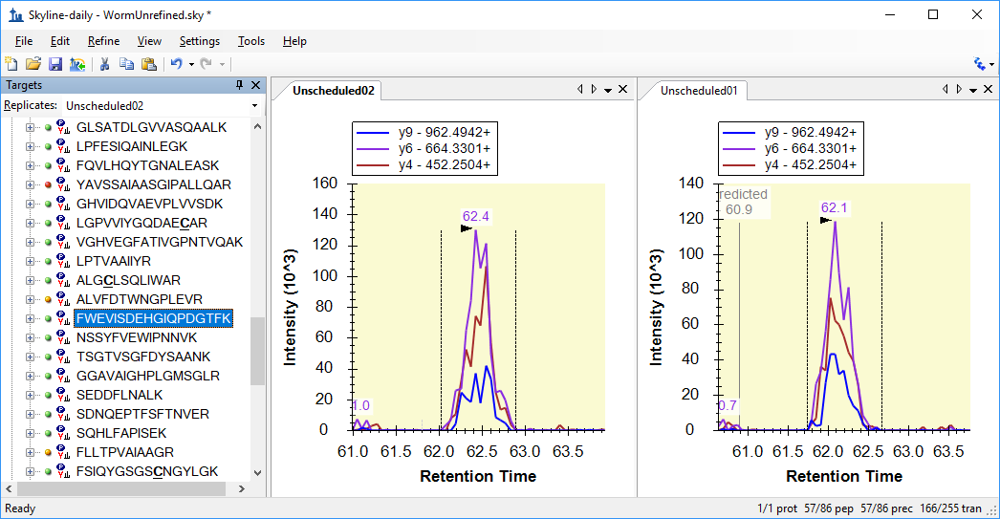 Skyline-daily - WormUnrefined.sky *
File Edit Refine View Settings Tools Help
Targets
Replicates: Unscheduled02
GLSATDLGVVASQAALK
LPFESIQAINLEGK
FQVLHQYTGNALEASK
YAVSSAIAASGIPALLQAR
GHVIDQVAEVPLVVSDK
LGPVVIYGQDAECAR
VGHVEGFATIVGPNTVQAK
LPTVAAIIYR
ALGCLSQLIWAR
ALVFDTWNGPLEVR
FWEVISDEHGIQPDGTFK
NSSYFVEWIPNNVK
TSGTVSGFDYSAANK
GGAVAIGHPLGMSGLR
SEDDFLNALK
SDNQEPTFSFTNVER
SQHLFAPISEK
FLLTPVAIAAGR
FSIQYGSGSCNGYLGK
Unscheduled02
y9 - 962.4942+
y6 - 664.3301+
y4 - 452.2504+
160
140
120
100
80
60
40
20
0
Intensity (10^3)
62.4
1.0
61.0 61.5 62.0 62.5 63.0 63.5
Retention Time
Unscheduled01
y9 - 962.4942+
y6 - 664.3301+
y4 - 452.2504+
140
120
100
80
60
40
20
0
Intensity (10^3)
redicted
60.9
62.1
0.7
61.0 61.5 62.0 62.5 63.0 63.5
Retention Time
Ready
1/1 prot 57/86 pep 57/86 prec 166/255 tran